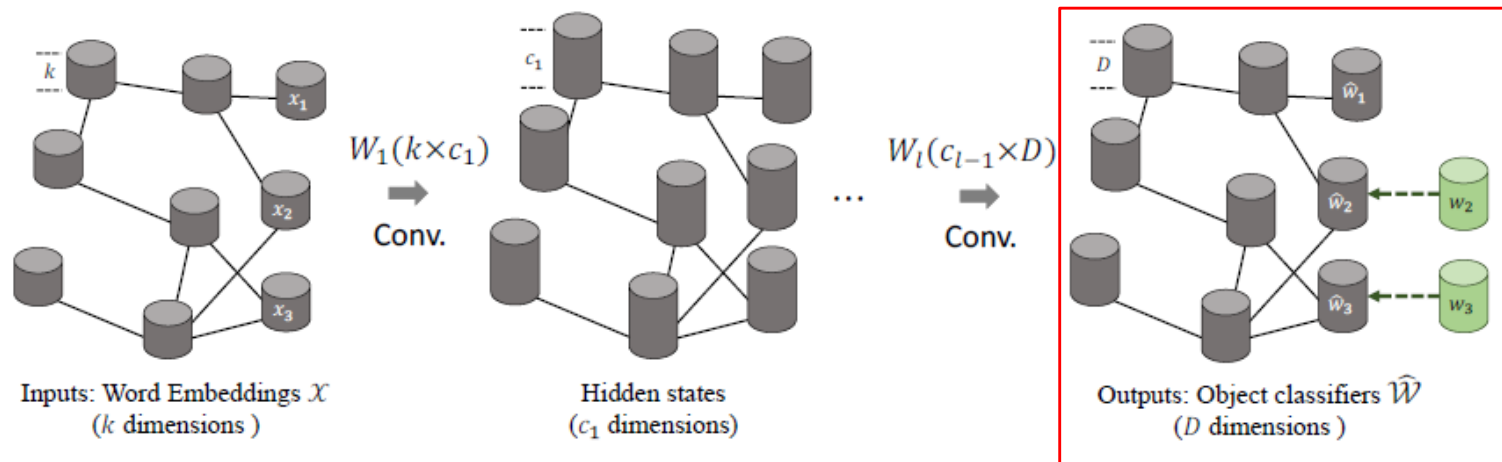 k
x₁
x₂
x₃
W₁(k×c₁)
Conv.
c₁
...
Wₗ(cₗ₋₁×D)
Conv.
D
ŵ₁
ŵ₂
w₂
ŵ₃
w₃
Inputs: Word Embeddings 𝒳
(k dimensions )
Hidden states
(c₁ dimensions)
Outputs: Object classifiers 𝒲̂
(D dimensions )